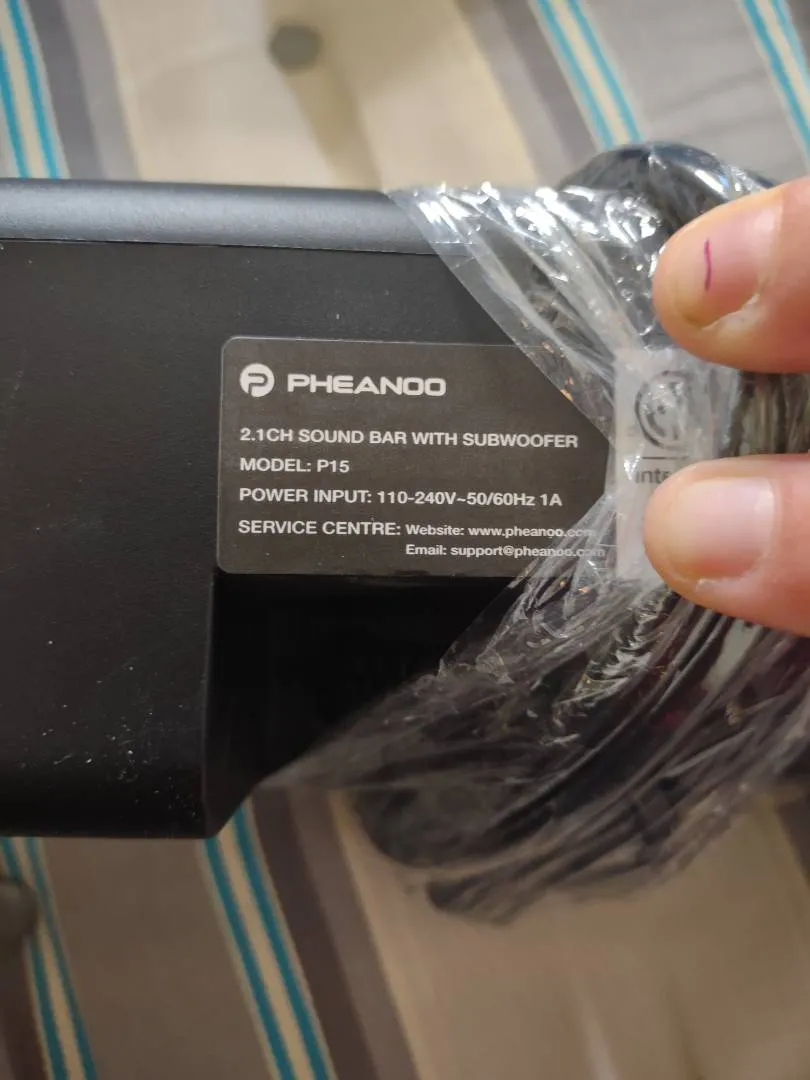 PHEANOO
2.1CH SOUND BAR WITH SUBWOOFER
MODEL: P15
POWER INPUT: 110-240V~50/60Hz 1A
SERVICE CENTRE: Website: www.pheanoo.com
Email: support@pheanoo.com